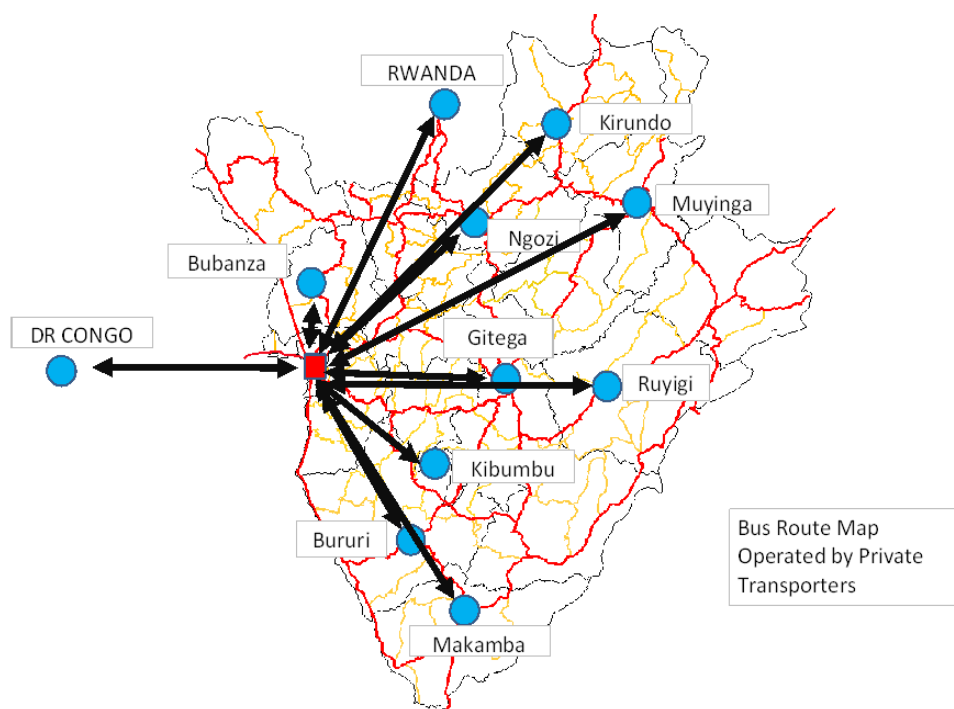 RWANDA
Kirundo
Muyinga
Ngozi
Bubanza
DR CONGO
Gitega
Ruyigi
Kibumbu
Bururi
Makamba
Bus Route Map
Operated by Private
Transporters